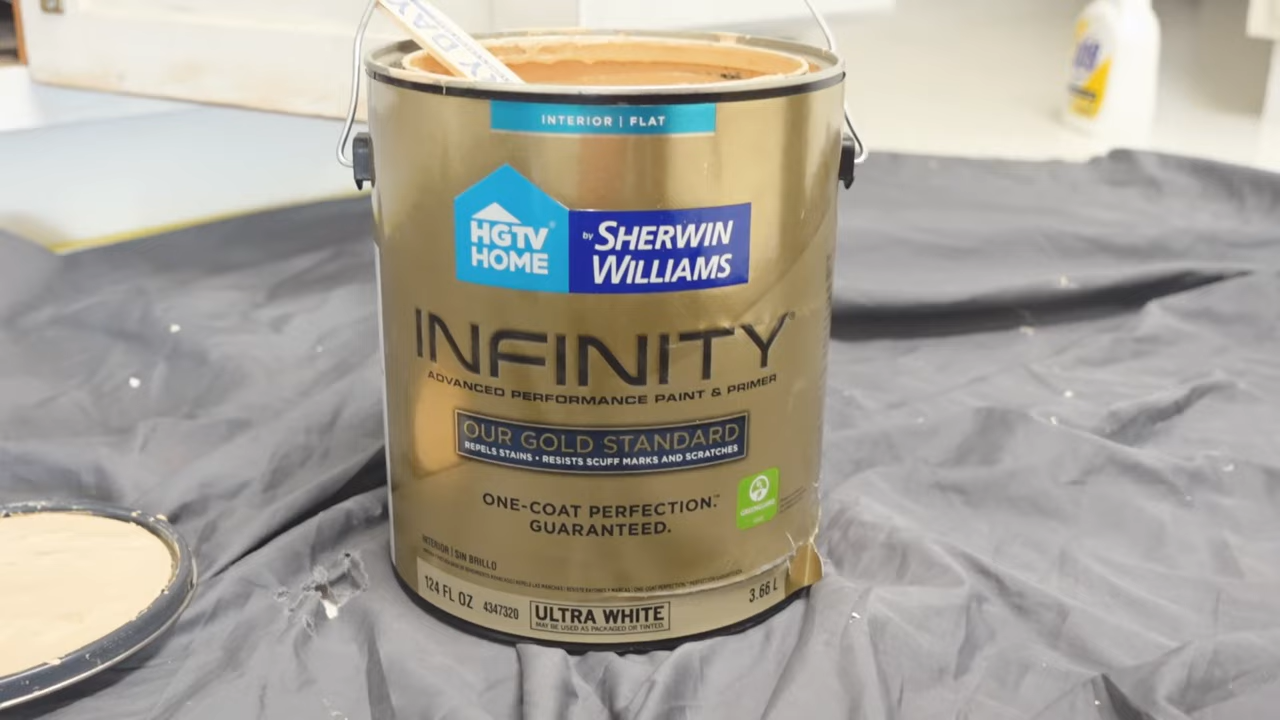 Y DAY
INTERIOR | FLAT
HGTV®
HOME
by SHERWIN
WILLIAMS
INFINITY®
ADVANCED PERFORMANCE PAINT & PRIMER
OUR GOLD STANDARD
REPELS STAINS • RESISTS SCUFF MARKS AND SCRATCHES
ONE-COAT PERFECTION.™
GUARANTEED.
GREENGUARD
INTERIOR | SIN BRILLO
124 FL OZ 4347320 ULTRA WHITE 3.66 L
MAY BE USED AS PACKAGED OR TINTED.